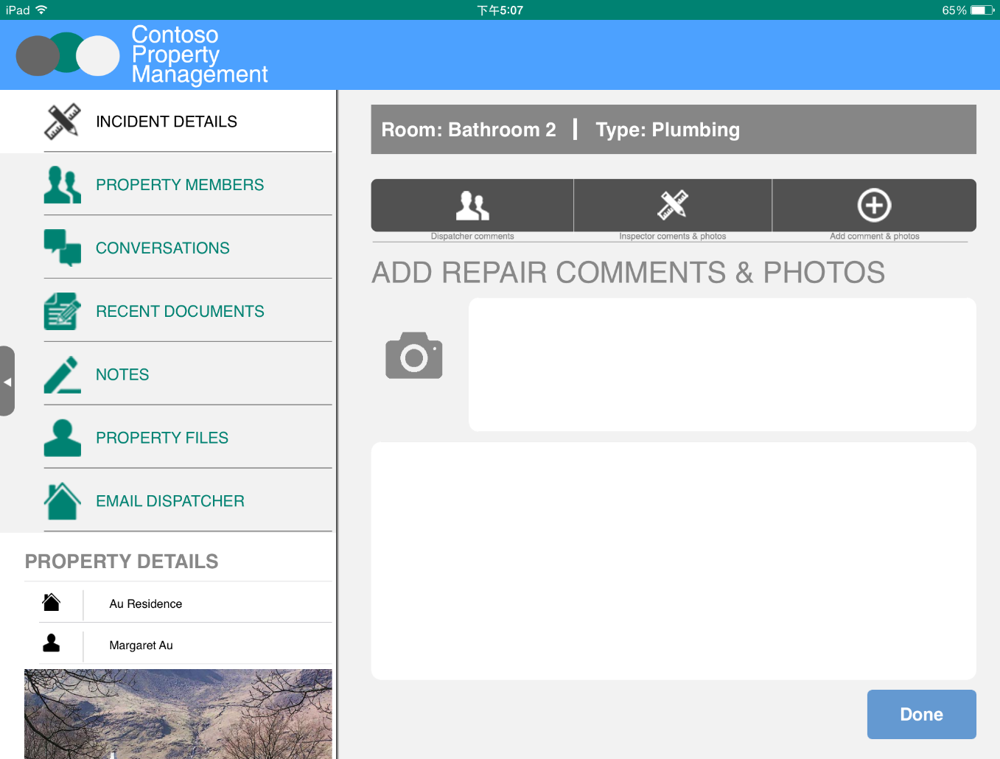 iPad 下午5:07 65%
Contoso
Property
Management
INCIDENT DETAILS
PROPERTY MEMBERS
CONVERSATIONS
RECENT DOCUMENTS
NOTES
PROPERTY FILES
EMAIL DISPATCHER
PROPERTY DETAILS
Au Residence
Margaret Au
Room: Bathroom 2 | Type: Plumbing
Dispatcher comments
Inspector coments & photos
Add comment & photos
ADD REPAIR COMMENTS & PHOTOS
Done